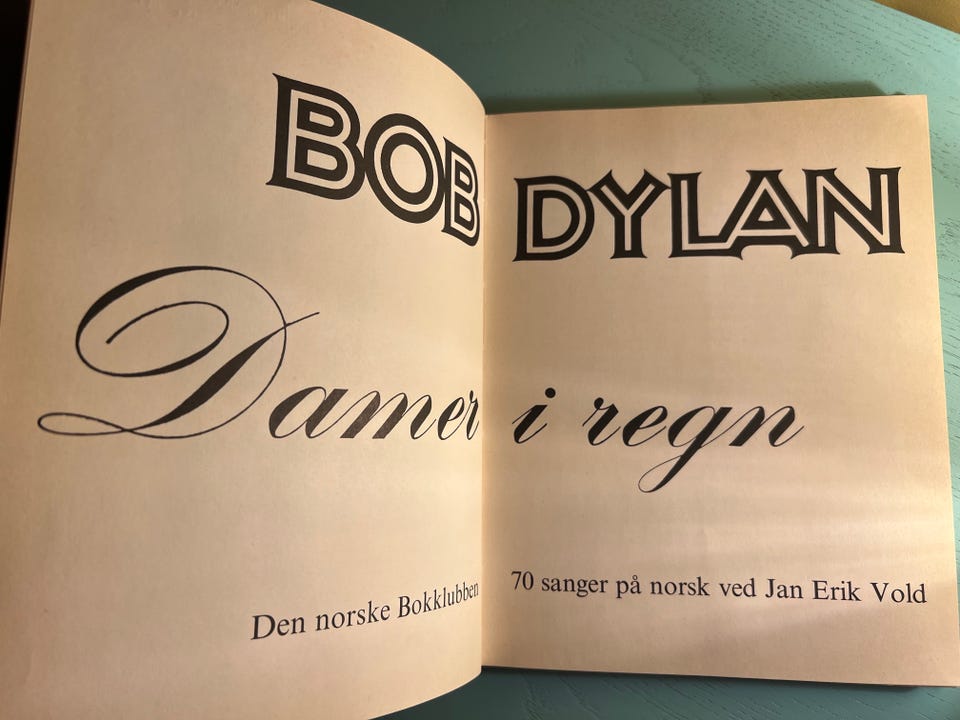 BOB DYLAN
Damer i regn
Den norske Bokklubben
70 sanger på norsk ved Jan Erik Vold